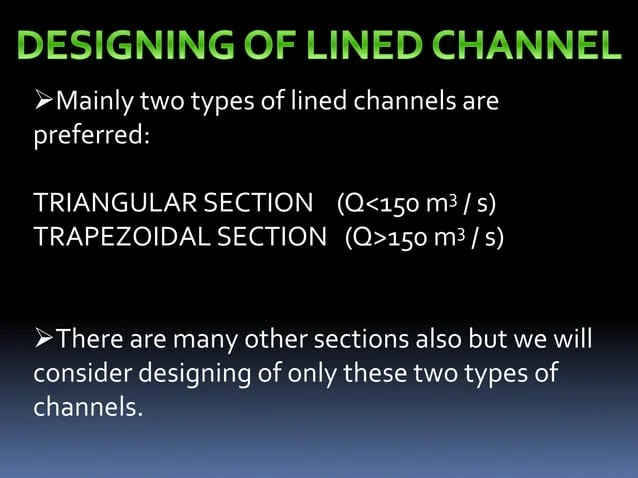 DESIGNING OF LINED CHANNEL
➢Mainly two types of lined channels are
preferred:
TRIANGULAR SECTION (Q<150 m³ / s)
TRAPEZOIDAL SECTION (Q>150 m³ / s)
➢There are many other sections also but we will
consider designing of only these two types of
channels.